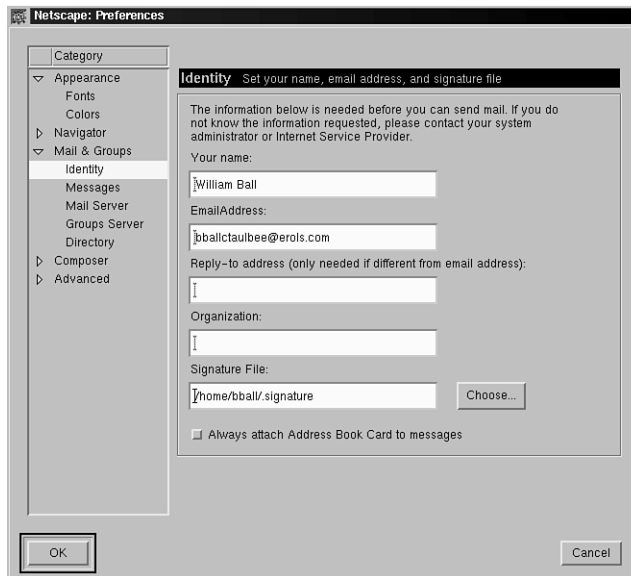 Netscape: Preferences
Category
Appearance
Fonts
Colors
Navigator
Mail & Groups
Identity
Messages
Mail Server
Groups Server
Directory
Composer
Advanced
Identity Set your name, email address, and signature file
The information below is needed before you can send mail. If you do
not know the information requested, please contact your system
administrator or Internet Service Provider.
Your name:
William Ball
EmailAddress:
bballctaulbee@erols.com
Reply-to address (only needed if different from email address):
Organization:
Signature File:
/home/bball/.signature
Choose...
Always attach Address Book Card to messages
OK
Cancel